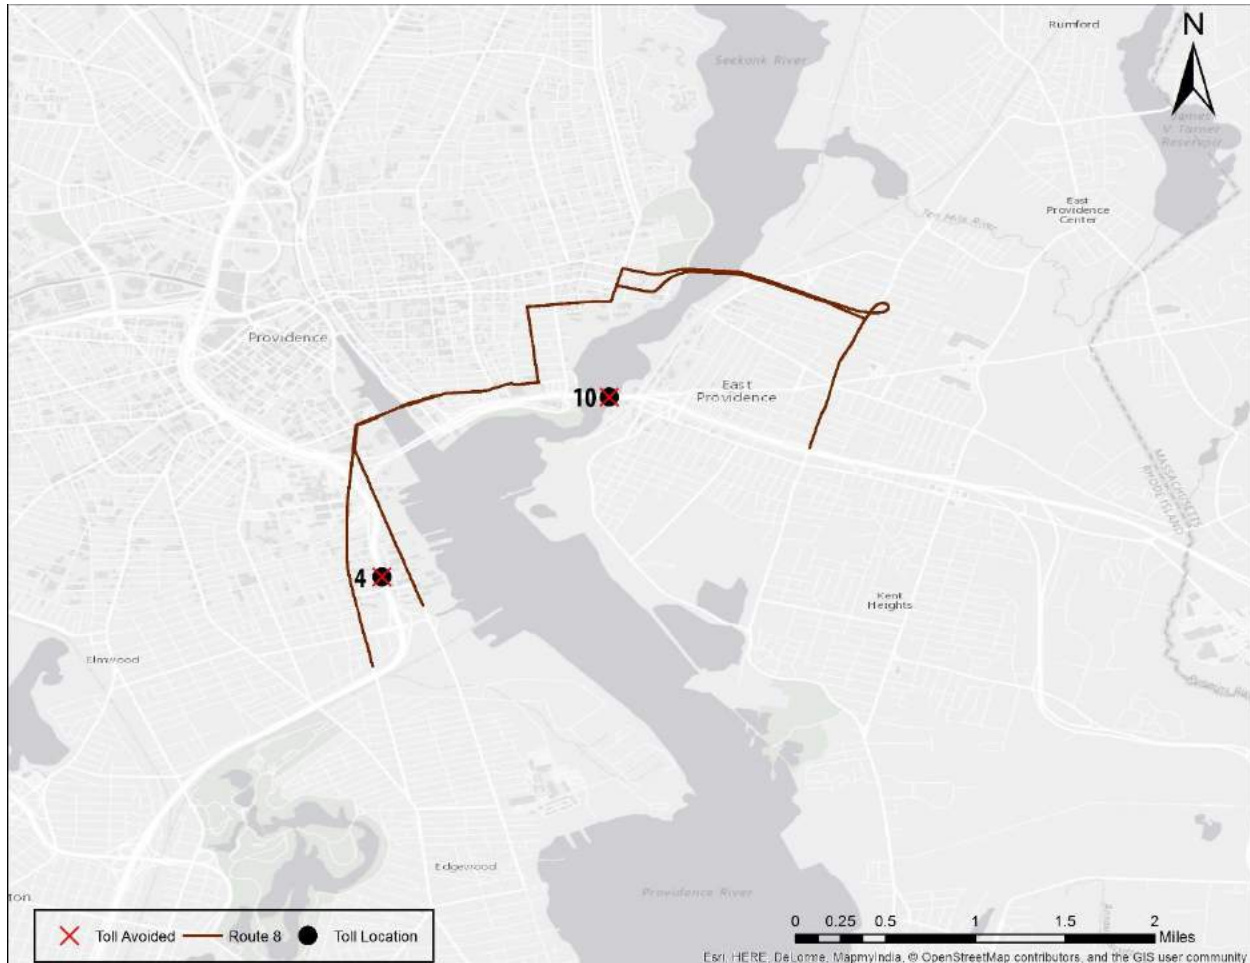 Rumford
N
Seekonk River
James
V Turner
Reservoir
East
Providence
Center
Ten Mile River
Providence
10
East
Providence
MASSACHUSETTS
RHODE ISLAND
4
Kent
Heights
Elmwood
Edgewood
Providence River
ton
Toll Avoided
Route 8
Toll Location
0 0.25 0.5 1 1.5 2
Miles
Esri, HERE, DeLorme, MapmyIndia, © OpenStreetMap contributors, and the GIS user community